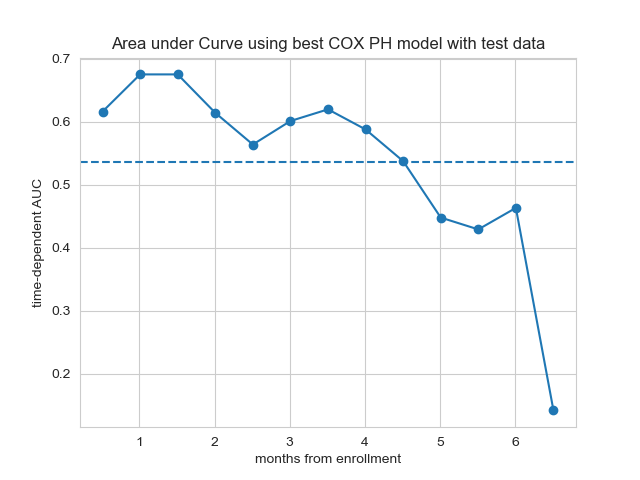 Area under Curve using best COX PH model with test data
time-dependent AUC
0.7
0.6
0.5
0.4
0.3
0.2
1 2 3 4 5 6
months from enrollment